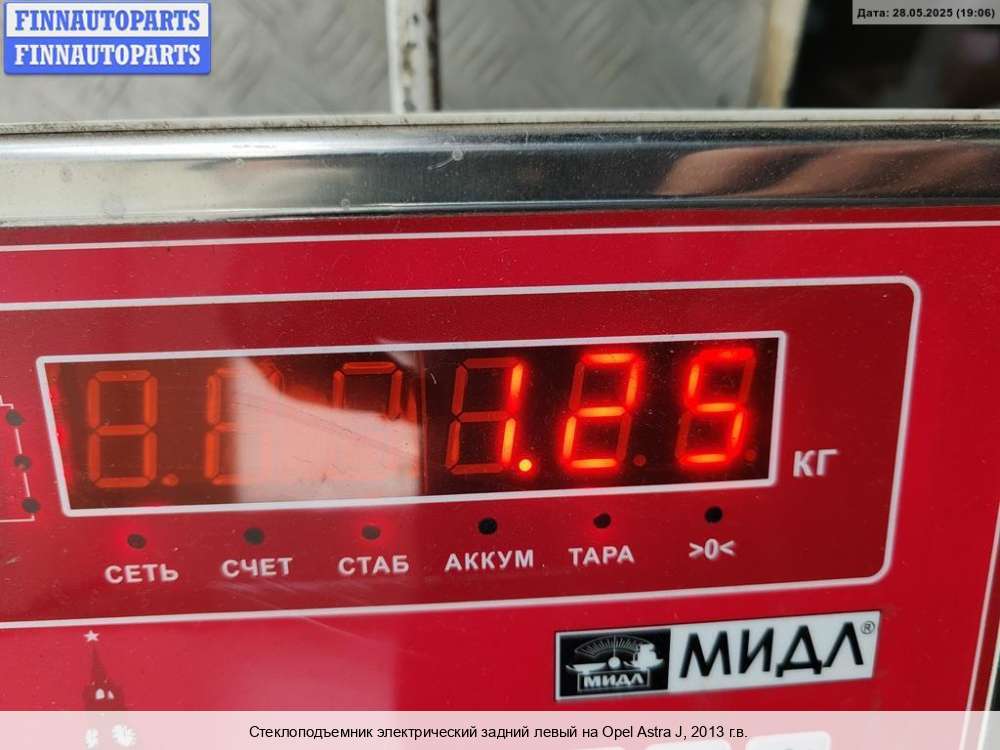 FINNAUTOPARTS
FINNAUTOPARTS
Дата: 28.05.2025 (19:06)
1.25
КГ
СЕТЬ СЧЕТ СТАБ АККУМ ТАРА >0<
МИДЛ МИДЛ®
Стеклоподъемник электрический задний левый на Opel Astra J, 2013 г.в.